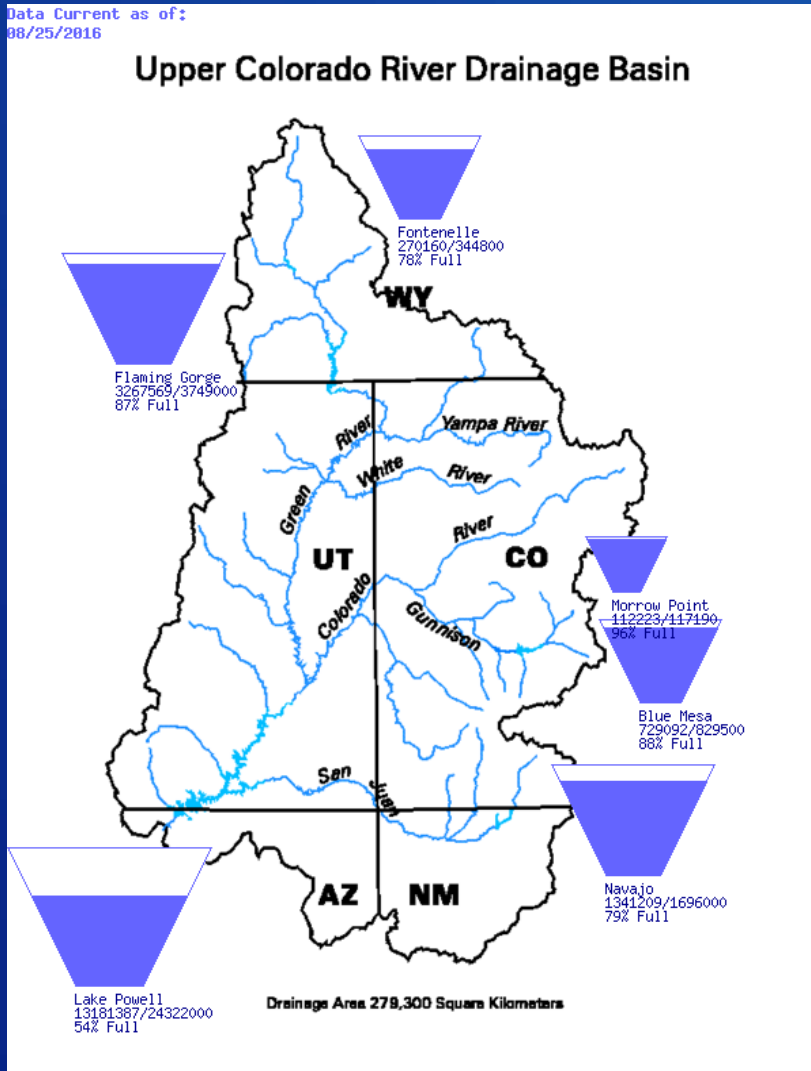 Data Current as of:
08/25/2016
Upper Colorado River Drainage Basin
Fontenelle
270160/344800
78% Full
WY
Flaming Gorge
3267569/3749000
87% Full
River
Yampa River
White
River
Green
River
UT
CO
Colorado
Gunnison
Morrow Point
112223/117190
96% Full
Blue Mesa
729092/829500
88% Full
San
Juan
Navajo
1341209/1696000
79% Full
AZ
NM
Lake Powell
13181387/24322000
54% Full
Drainage Area 279,300 Square Kilometers